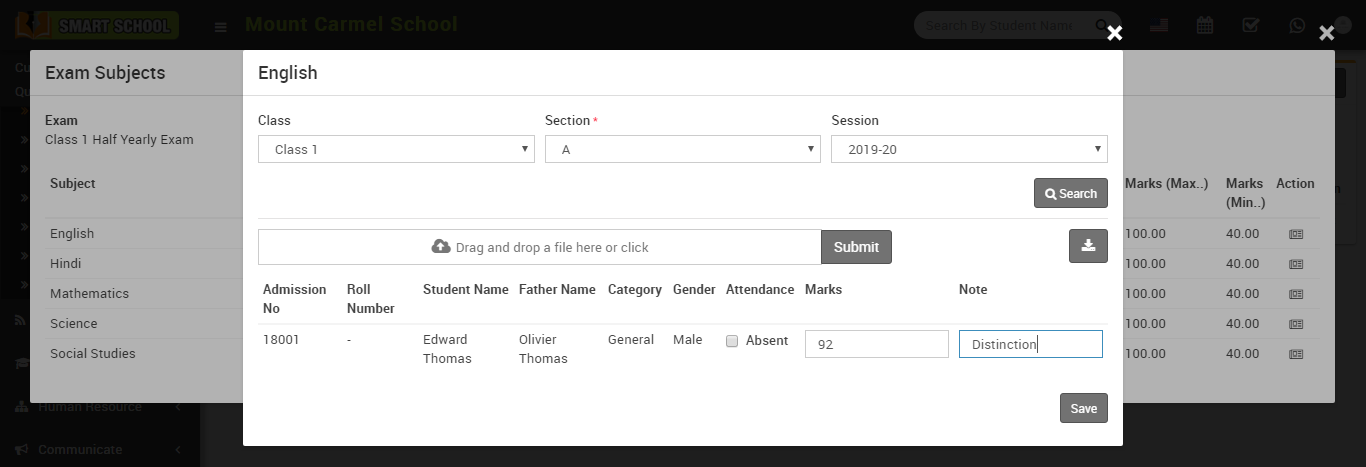 SMART SCHOOL
Mount Carmel School
Search By Student Name
Exam Subjects
English
Exam
Class 1 Half Yearly Exam
Class
Section *
Session
Class 1
A
2019-20
Subject
Marks (Max..)
Marks (Min..)
Action
Search
English
100.00
40.00
Drag and drop a file here or click
Submit
Hindi
100.00
40.00
Mathematics
100.00
40.00
Science
100.00
40.00
Social Studies
100.00
40.00
Admission No
Roll Number
Student Name
Father Name
Category
Gender
Attendance
Marks
Note
18001
-
Edward Thomas
Olivier Thomas
General
Male
Absent
92
Distinction
Save
Human Resource
Communicate